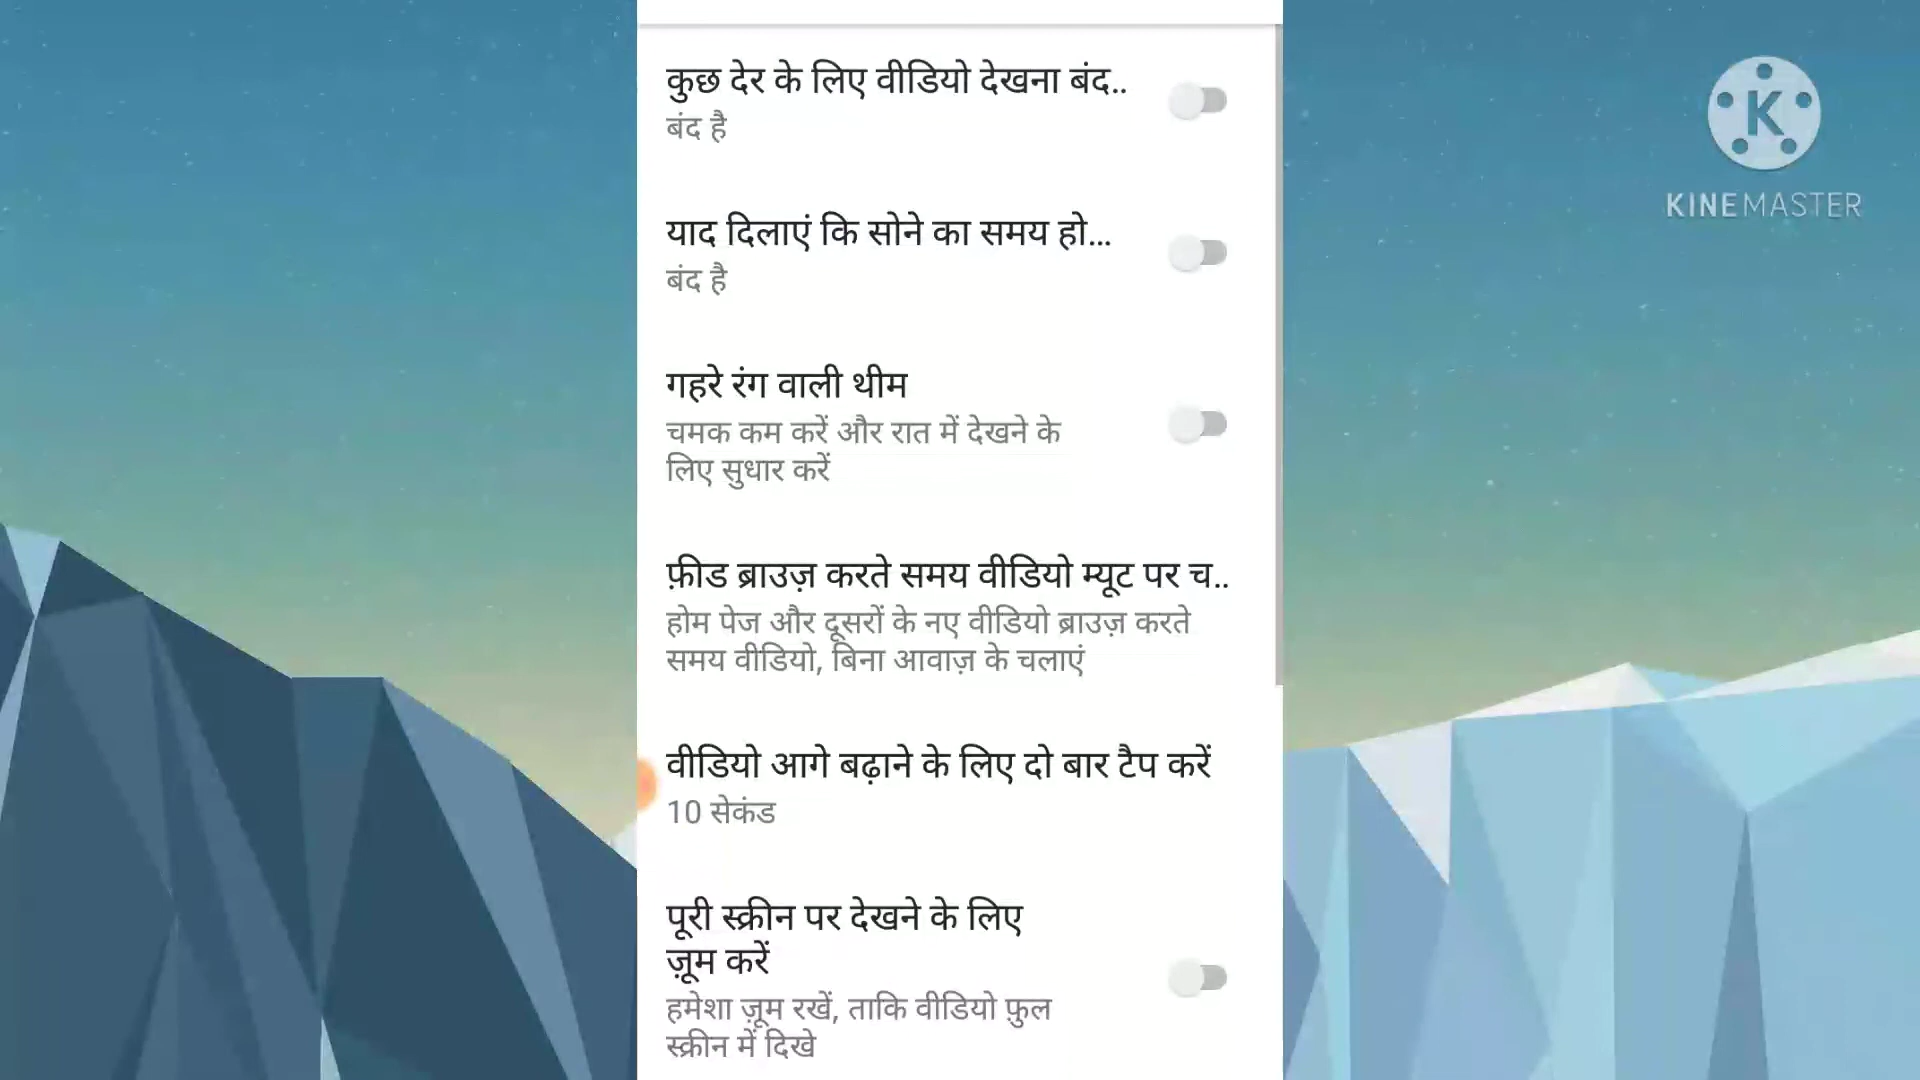 कुछ देर के लिए वीडियो देखना बंद..
बंद है
याद दिलाएं कि सोने का समय हो...
बंद है
गहरे रंग वाली थीम
चमक कम करें और रात में देखने के
लिए सुधार करें
फ़ीड ब्राउज़ करते समय वीडियो म्यूट पर च..
होम पेज और दूसरों के नए वीडियो ब्राउज़ करते
समय वीडियो, बिना आवाज़ के चलाएं
वीडियो आगे बढ़ाने के लिए दो बार टैप करें
10 सेकंड
पूरी स्क्रीन पर देखने के लिए
ज़ूम करें
हमेशा ज़ूम रखें, ताकि वीडियो फ़ुल
स्क्रीन में दिखे
K
KINEMASTER